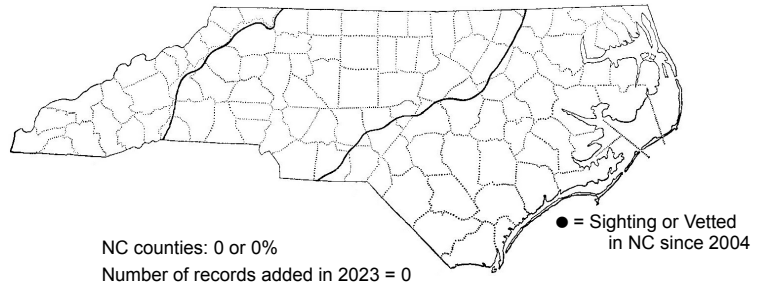 ● = Sighting or Vetted
in NC since 2004
NC counties: 0 or 0%
Number of records added in 2023 = 0